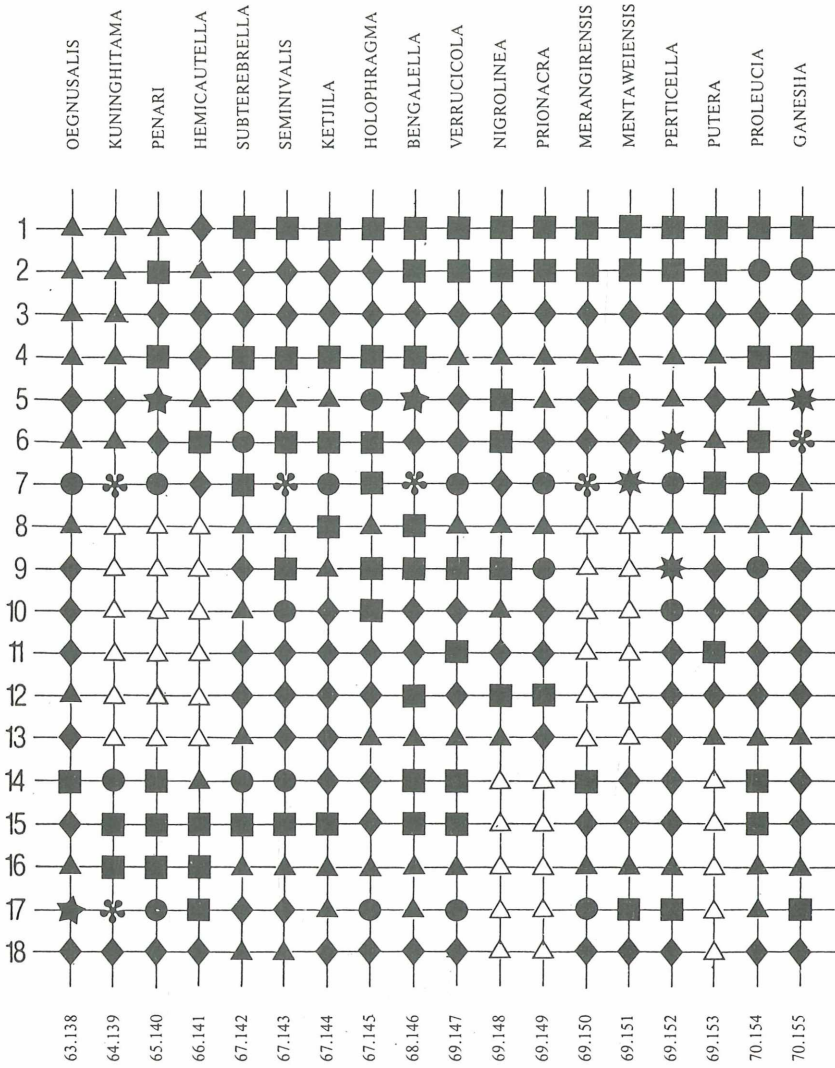 OEGNUSALIS
KUNINGHITAMA
PENARI
HEMICAUTELLA
SUBTEREBRELLA
SEMINIVALIS
KETJILA
HOLOPHRAGMA
BENGALELLA
VERRUCICOLA
NIGROLINEA
PRIONACRA
MERANGIRENSIS
MENTAWEIENSIS
PERTICELLA
PUTERA
PROLEUCIA
GANESHA
1
2
3
4
5
6
7
8
9
10
11
12
13
14
15
16
17
18
63.138
64.139
65.140
66.141
67.142
67.143
67.144
67.145
68.146
69.147
69.148
69.149
69.150
69.151
69.152
69.153
70.154
70.155